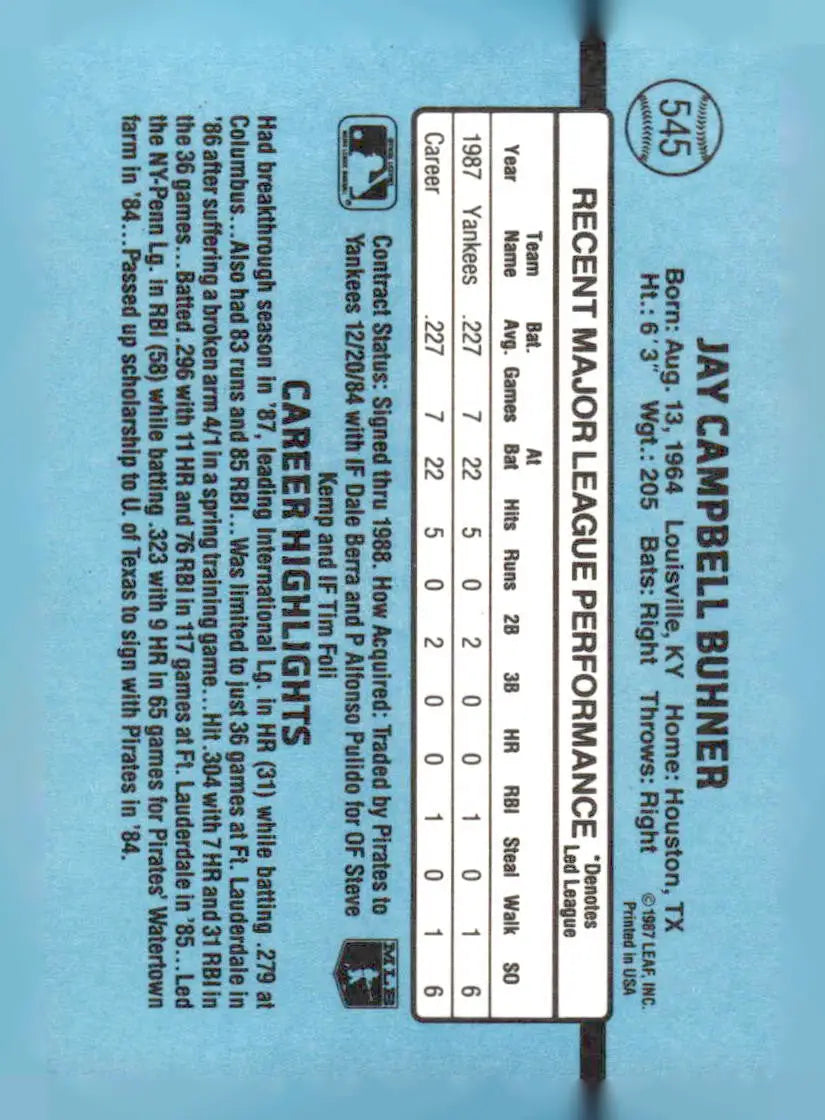 545
JAY CAMPBELL BUHNER
Born: Aug. 13, 1964 Louisville, KY Home: Houston, TX
Ht.: 6'3" Wgt.: 205 Bats: Right Throws: Right
© 1987 LEAF, INC.
Printed in USA
RECENT MAJOR LEAGUE PERFORMANCE *Denotes Led League
Year Team Name Bat. Avg. Games At Bat Hits Runs 2B 3B HR RBI Steal Walk SO
1987 Yankees .227 7 22 5 0 2 0 0 1 0 1 6
Career .227 7 22 5 0 2 0 0 1 0 1 6
Contract Status: Signed thru 1988. How Acquired: Traded by Pirates to
Yankees 12/20/84 with IF Dale Berra and P Alfonso Pulido for OF Steve
Kemp and IF Tim Foli
MLB
CAREER HIGHLIGHTS
Had breakthrough season in '87, leading International Lg. in HR (31) while batting .279 at
Columbus...Also had 83 runs and 85 RBI...Was limited to just 36 games at Ft. Lauderdale in
'86 after suffering a broken arm 4/1 in a spring training game...Hit .304 with 7 HR and 31 RBI in
the 36 games...Batted .296 with 11 HR and 76 RBI in 117 games at Ft. Lauderdale in '85...Led
the NY-Penn Lg. in RBI (58) while batting .323 with 9 HR in 65 games for Pirates' Watertown
farm in '84...Passed up scholarship to U. of Texas to sign with Pirates in '84.